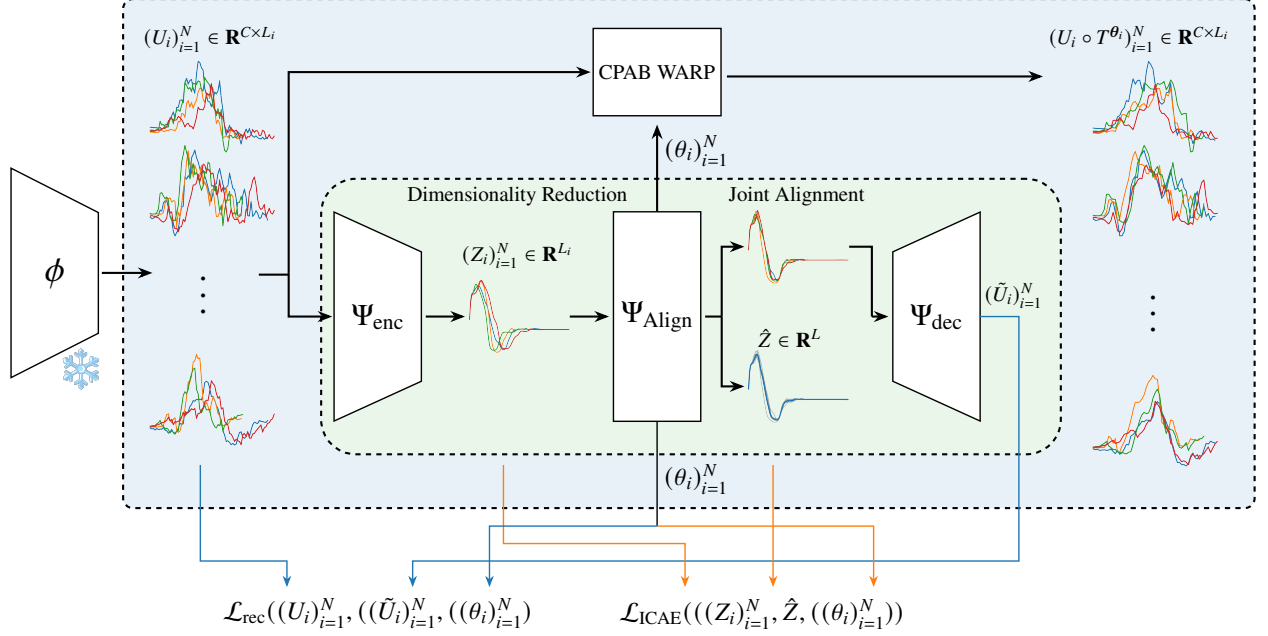 (U_i)_{i=1}^N ∈ R^{C×L_i}
CPAB WARP
(U_i ∘ T^{θ_i})_{i=1}^N ∈ R^{C×L_i}
(θ_i)_{i=1}^N
Dimensionality Reduction
Joint Alignment
ϕ
Ψ_enc
(Z_i)_{i=1}^N ∈ R^{L_i}
Ψ_Align
Ẑ ∈ R^L
Ψ_dec
(Ũ_i)_{i=1}^N
(θ_i)_{i=1}^N
ℒ_rec((U_i)_{i=1}^N, ((Ũ_i)_{i=1}^N, ((θ_i)_{i=1}^N)
ℒ_ICAE(((Z_i)_{i=1}^N, Ẑ, ((θ_i)_{i=1}^N))